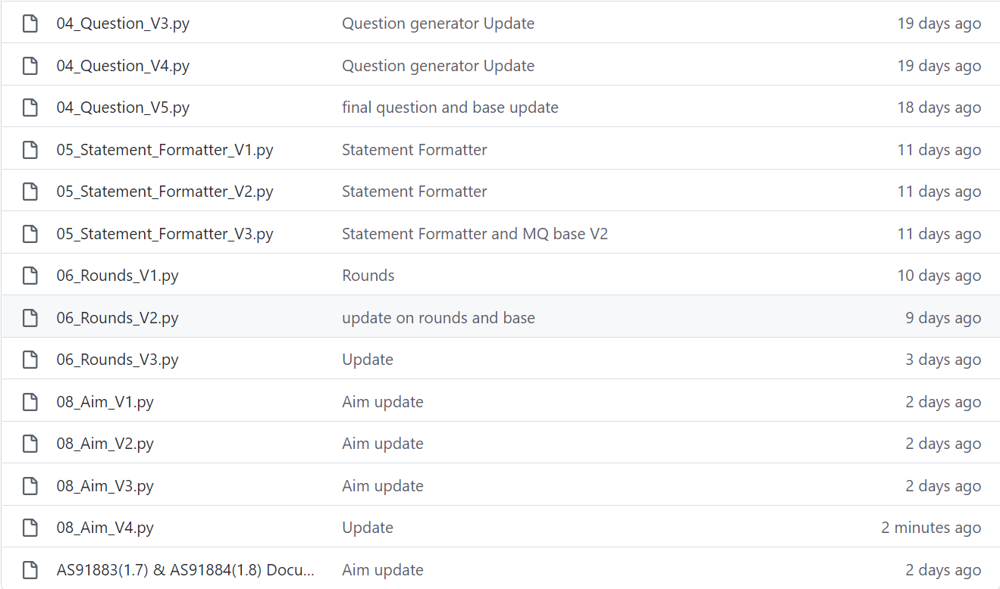 04_Question_V3.py Question generator Update 19 days ago
04_Question_V4.py Question generator Update 19 days ago
04_Question_V5.py final question and base update 18 days ago
05_Statement_Formatter_V1.py Statement Formatter 11 days ago
05_Statement_Formatter_V2.py Statement Formatter 11 days ago
05_Statement_Formatter_V3.py Statement Formatter and MQ base V2 11 days ago
06_Rounds_V1.py Rounds 10 days ago
06_Rounds_V2.py update on rounds and base 9 days ago
06_Rounds_V3.py Update 3 days ago
08_Aim_V1.py Aim update 2 days ago
08_Aim_V2.py Aim update 2 days ago
08_Aim_V3.py Aim update 2 days ago
08_Aim_V4.py Update 2 minutes ago
AS91883(1.7) & AS91884(1.8) Docu... Aim update 2 days ago